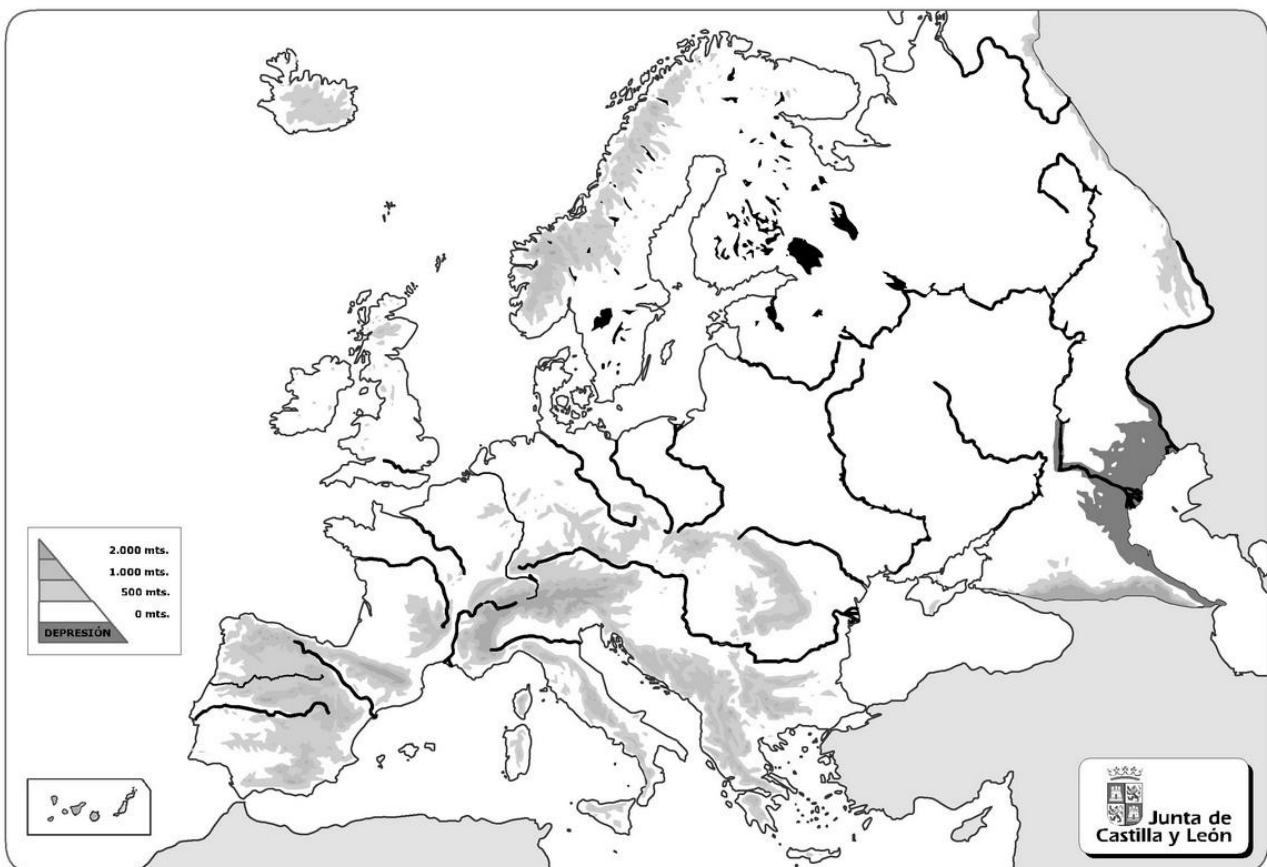 2.000 mts.
1.000 mts.
500 mts.
0 mts.
DEPRESIÓN
Junta de
Castilla y León